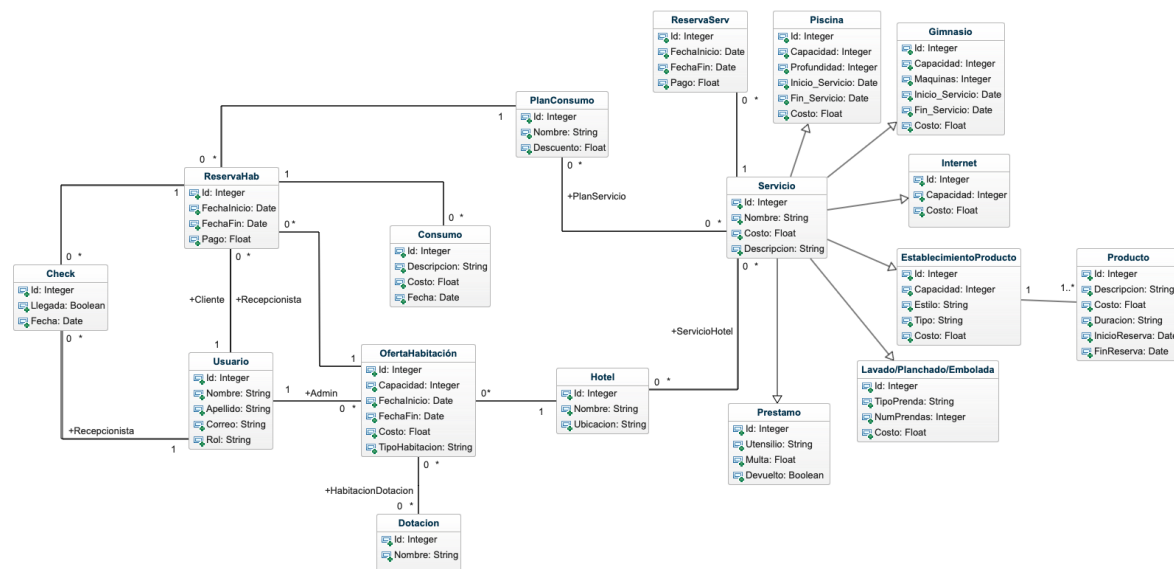 ReservaServ
Id: Integer
FechaInicio: Date
FechaFin: Date
Pago: Float
Piscina
Id: Integer
Capacidad: Integer
Profundidad: Integer
Inicio_Servicio: Date
Fin_Servicio: Date
Costo: Float
Gimnasio
Id: Integer
Capacidad: Integer
Maquinas: Integer
Inicio_Servicio: Date
Fin_Servicio: Date
Costo: Float
PlanConsumo
Id: Integer
Nombre: String
Descuento: Float
0 *
1
0 *
0 *
+PlanServicio
0 *
1
0 *
Internet
Id: Integer
Capacidad: Integer
Costo: Float
ReservaHab
Id: Integer
FechaInicio: Date
FechaFin: Date
Pago: Float
1
1
0 *
0*
0 *
0 *
Servicio
Id: Integer
Nombre: String
Costo: Float
Descripcion: String
0 *
Consumo
Id: Integer
Descripcion: String
Costo: Float
Fecha: Date
EstablecimientoProducto
Id: Integer
Capacidad: Integer
Estilo: String
Tipo: String
Costo: Float
1
1..*
Producto
Id: Integer
Descripcion: String
Costo: Float
Duracion: String
InicioReserva: Date
FinReserva: Date
Check
Id: Integer
Llegada: Boolean
Fecha: Date
0 *
+Cliente
+Recepcionista
+ServicioHotel
1
1
Usuario
Id: Integer
Nombre: String
Apellido: String
Correo: String
Rol: String
+Recepcionista
1
1
+Admin
0 *
OfertaHabitación
Id: Integer
Capacidad: Integer
FechaInicio: Date
FechaFin: Date
Costo: Float
TipoHabitacion: String
0*
1
Hotel
Id: Integer
Nombre: String
Ubicacion: String
0 *
Lavado/Planchado/Embolada
Id: Integer
TipoPrenda: String
NumPrendas: Integer
Costo: Float
Prestamo
Id: Integer
Utensilio: String
Multa: Float
Devuelto: Boolean
0 *
+HabitacionDotacion
0 *
Dotacion
Id: Integer
Nombre: String